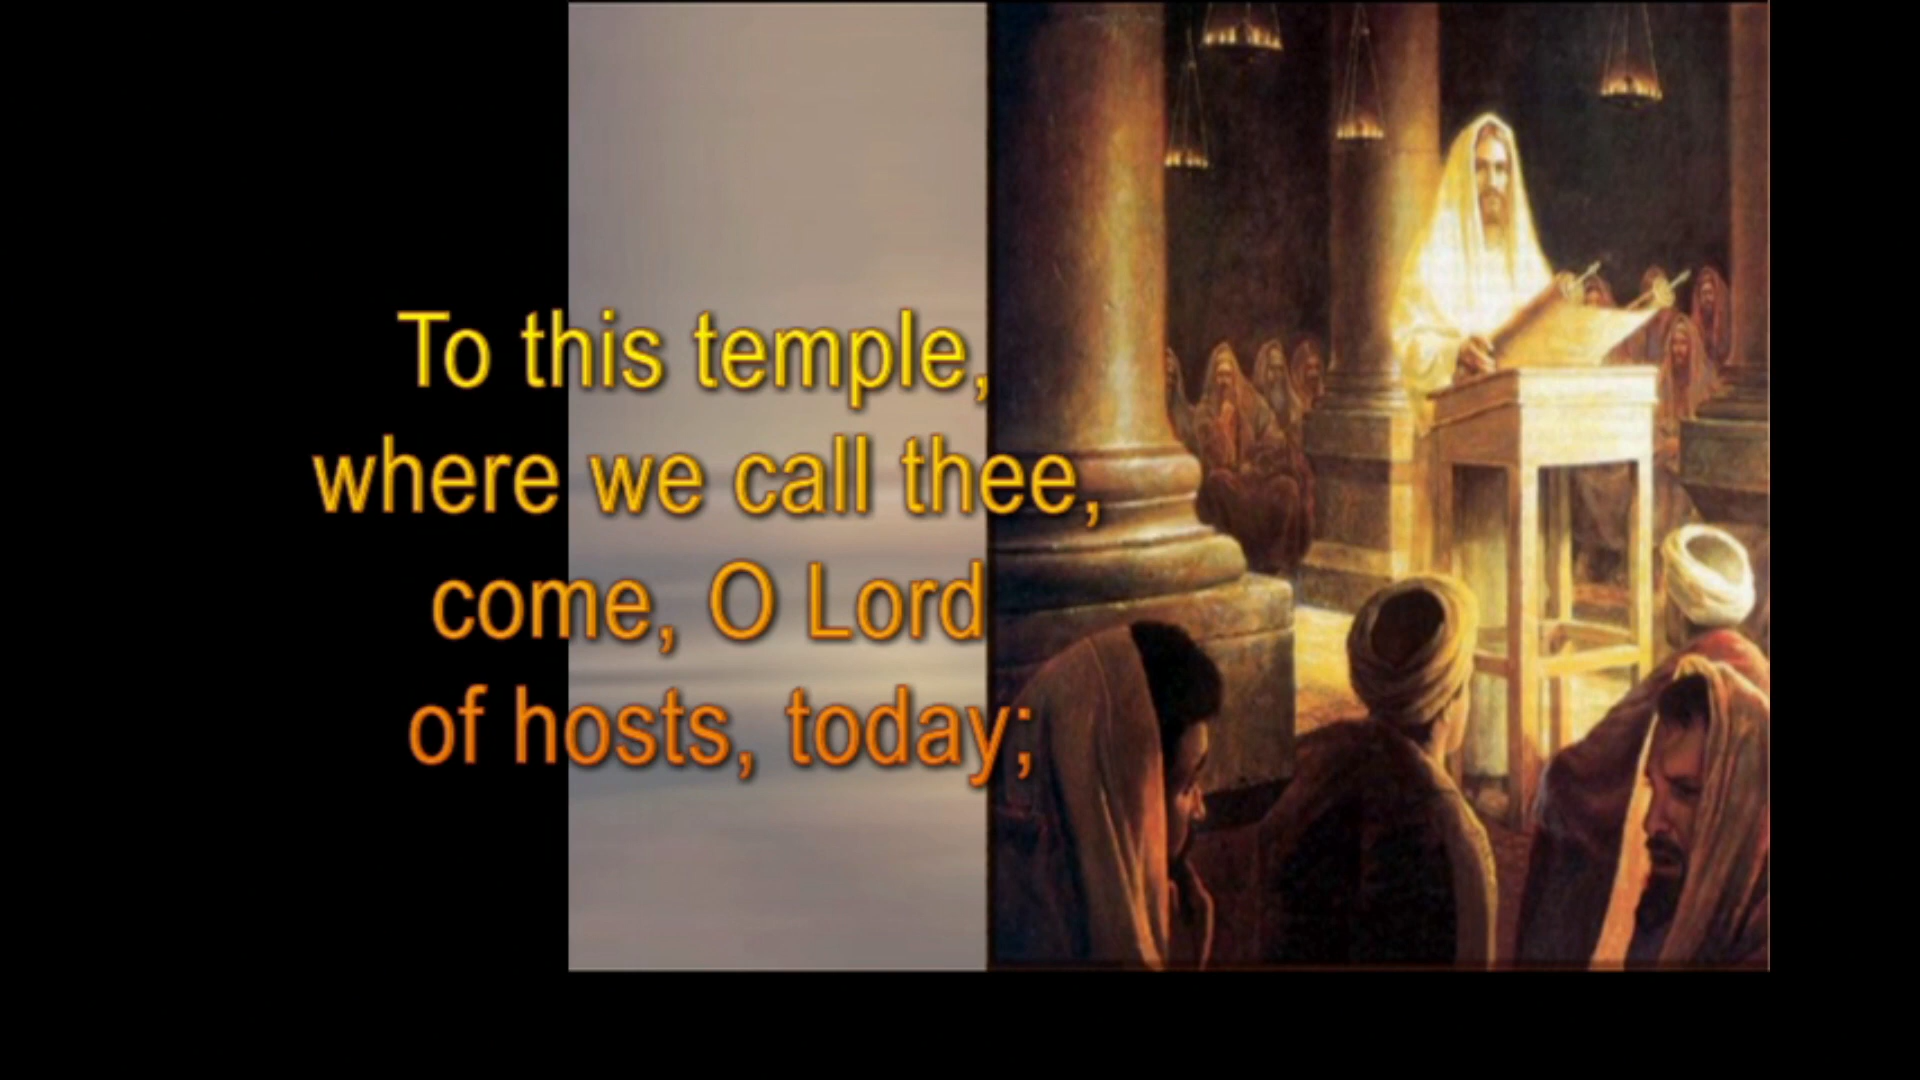 To this temple,
where we call thee,
come, O Lord
of hosts, today;